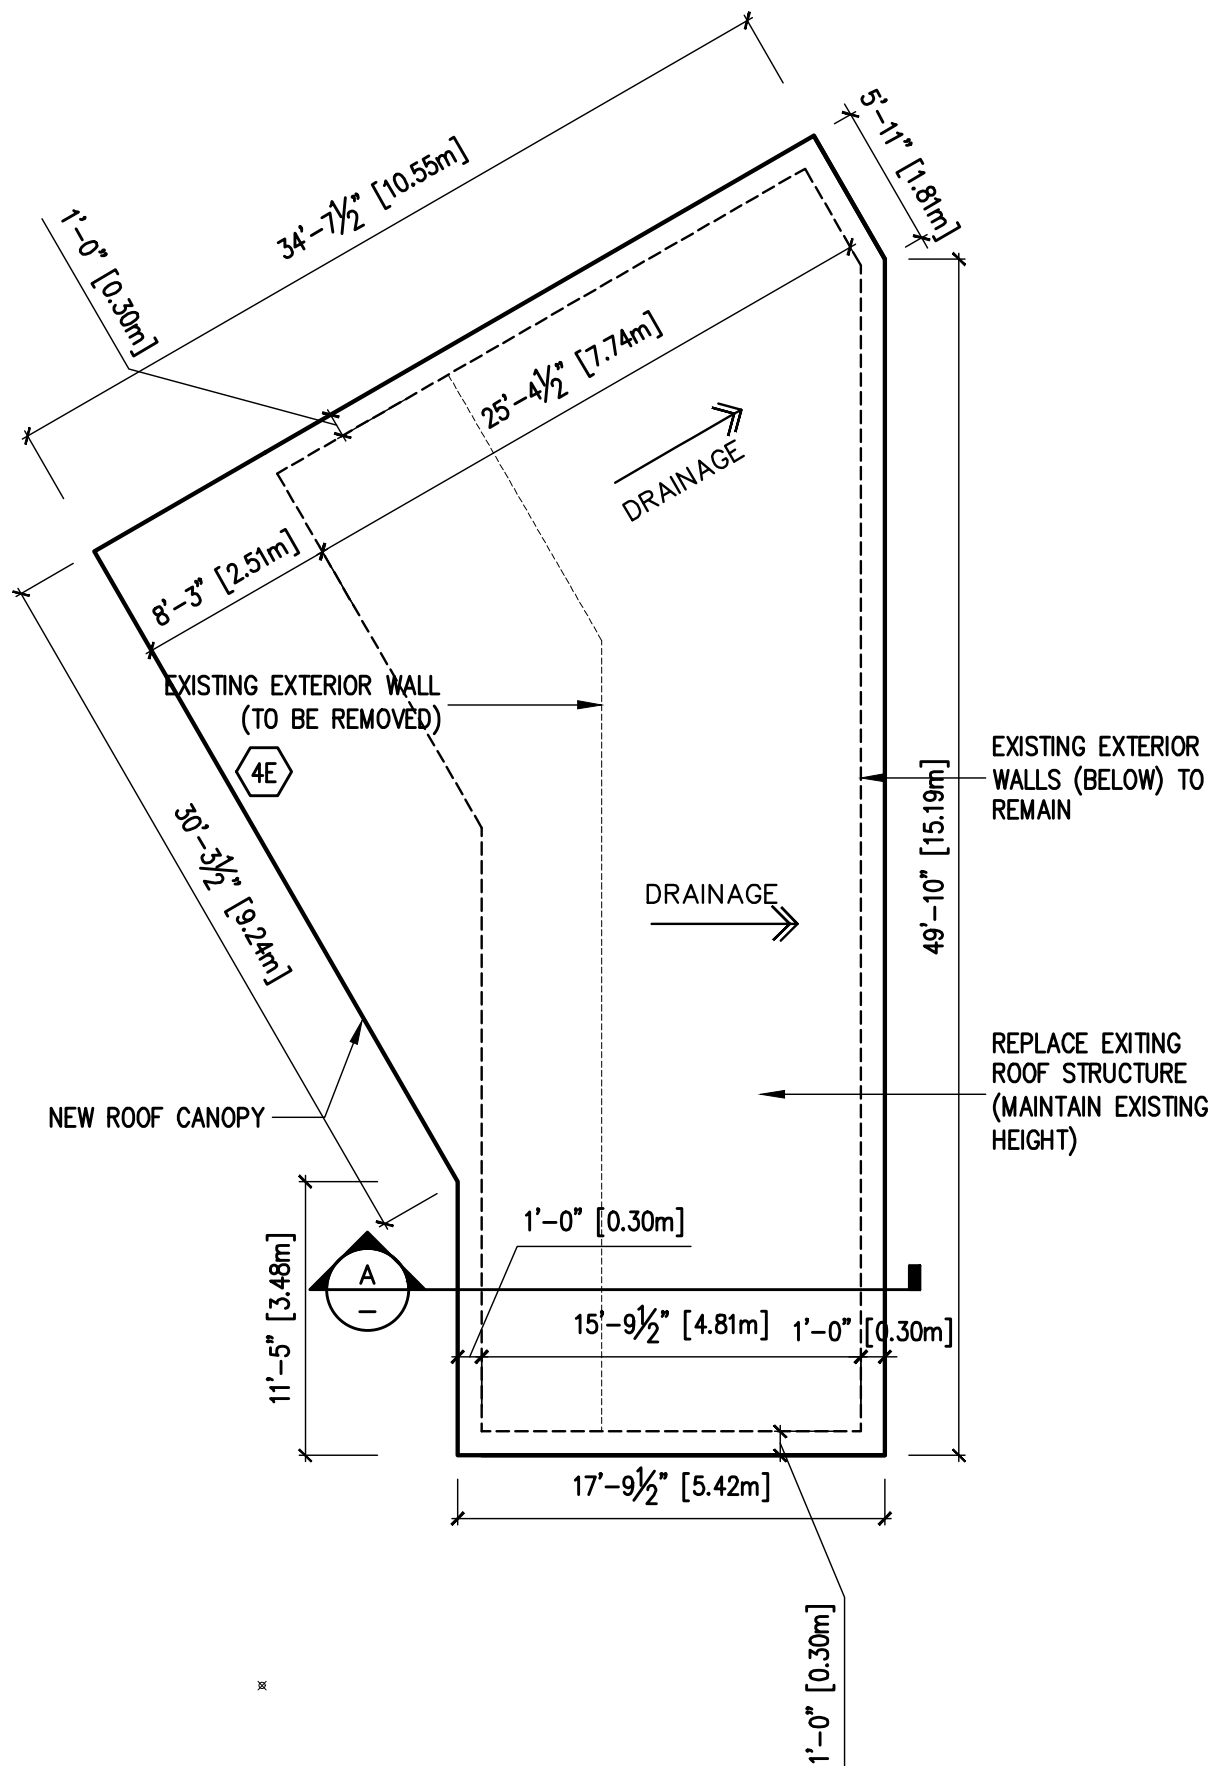 5'-11" [1.81m]
34'-7½" [10.55m]
1'-0" [0.30m]
25'-4½" [7.74m]
DRAINAGE
8'-3" [2.51m]
EXISTING EXTERIOR WALL
(TO BE REMOVED)
4E
EXISTING EXTERIOR
WALLS (BELOW) TO
REMAIN
49'-10" [15.19m]
30'-3½" [9.24m]
DRAINAGE
REPLACE EXITING
ROOF STRUCTURE
(MAINTAIN EXISTING
HEIGHT)
NEW ROOF CANOPY
1'-0" [0.30m]
11'-5" [3.48m]
A
–
15'-9½" [4.81m]
1'-0" [0.30m]
17'-9½" [5.42m]
1'-0" [0.30m]